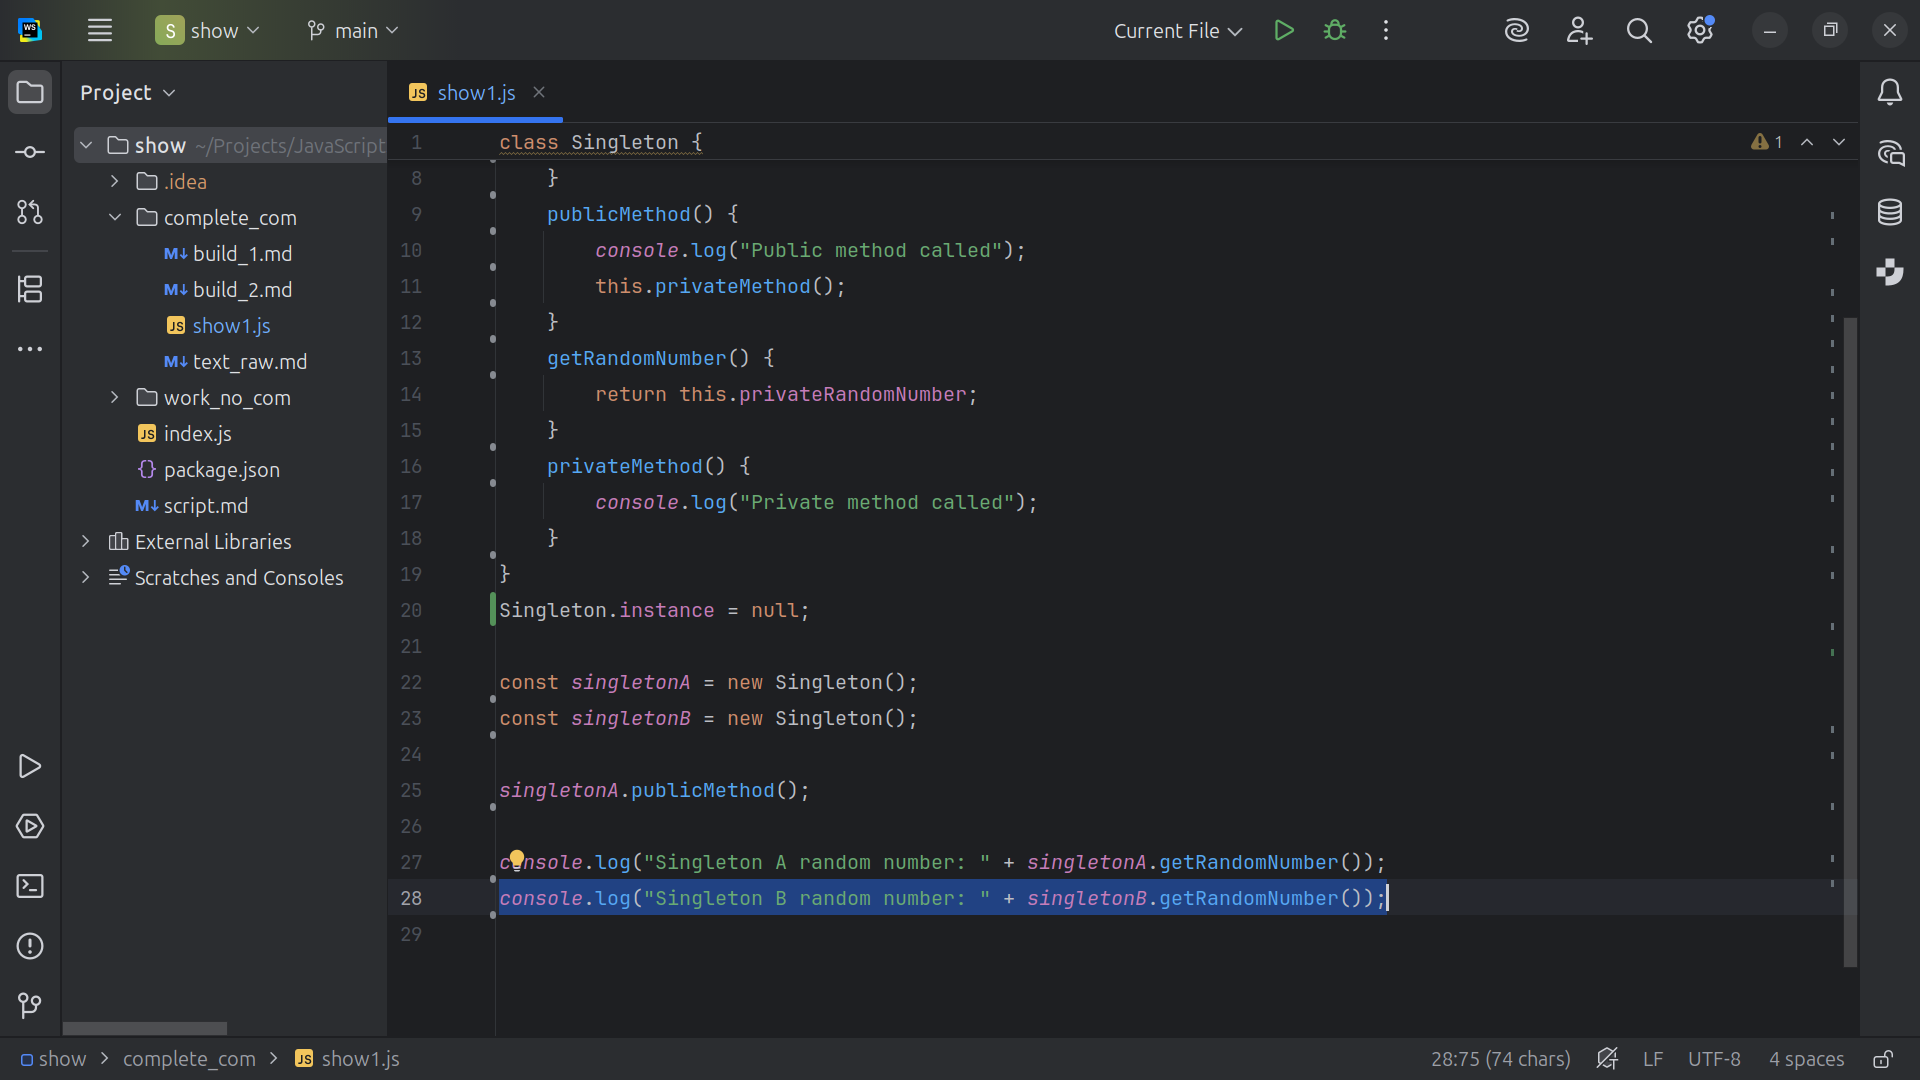 WS
S show
main
Current File
Project
show ~/Projects/JavaScript
.idea
complete_com
M↓ build_1.md
M↓ build_2.md
JS show1.js
M↓ text_raw.md
work_no_com
JS index.js
{} package.json
M↓ script.md
External Libraries
Scratches and Consoles
JS show1.js
1 class Singleton {
1
8 }
9 publicMethod() {
10 console.log("Public method called");
11 this.privateMethod();
12 }
13 getRandomNumber() {
14 return this.privateRandomNumber;
15 }
16 privateMethod() {
17 console.log("Private method called");
18 }
19 }
20 Singleton.instance = null;
21
22 const singletonA = new Singleton();
23 const singletonB = new Singleton();
24
25 singletonA.publicMethod();
26
27 console.log("Singleton A random number: " + singletonA.getRandomNumber());
28 console.log("Singleton B random number: " + singletonB.getRandomNumber());
29
show > complete_com > JS show1.js
28:75 (74 chars)
LF
UTF-8
4 spaces